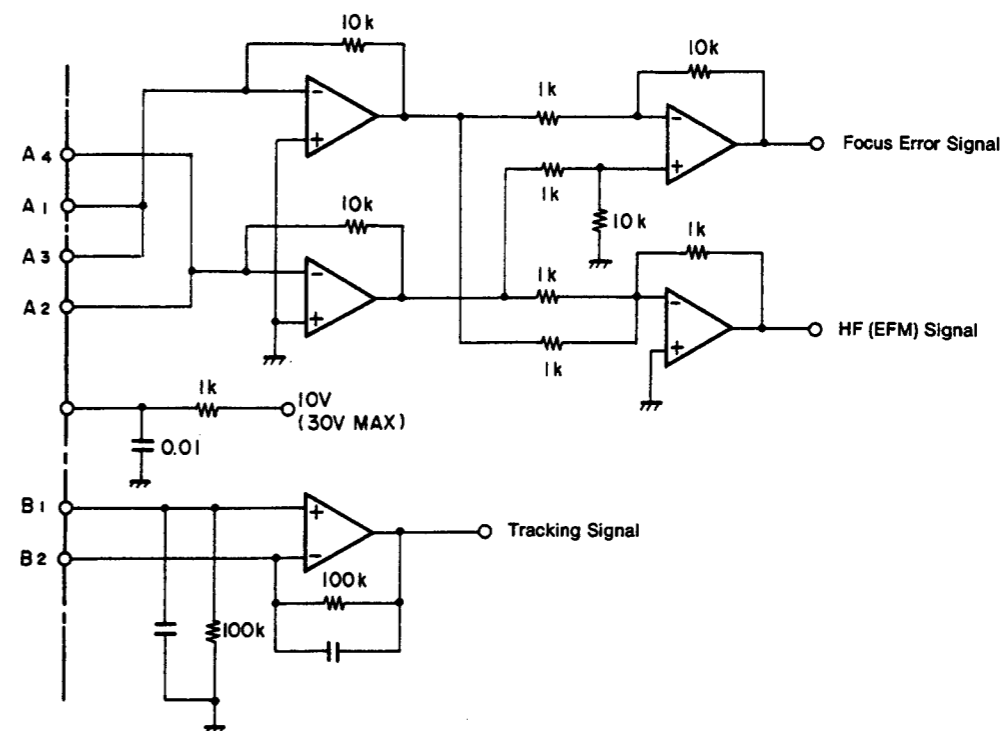 10k
10k
1k
A4
Focus Error Signal
1k
A1
10k
10k
A3
1k
1k
A2
HF (EFM) Signal
1k
1k
10V
(30V MAX)
0.01
B1
Tracking Signal
B2
100k
100k